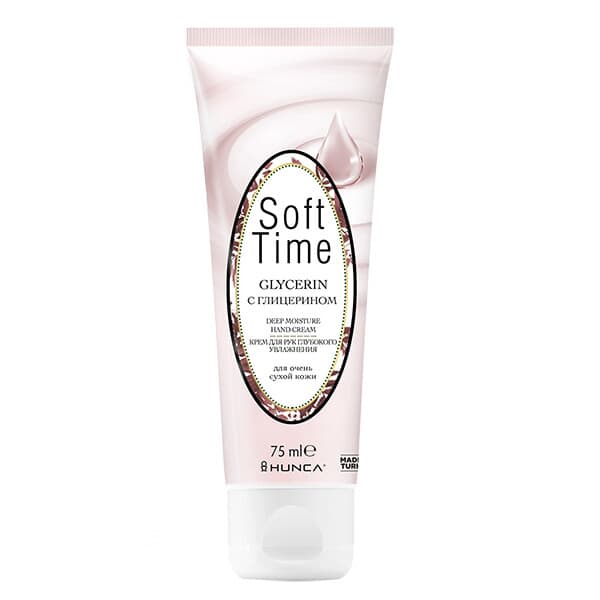 Soft
Time
GLYCERIN
С ГЛИЦЕРИНОМ
DEEP MOISTURE
HAND CREAM
КРЕМ ДЛЯ РУК ГЛУБОКОГО
УВЛАЖНЕНИЯ
для очень
сухой кожи
75 ml℮
HUNCA®